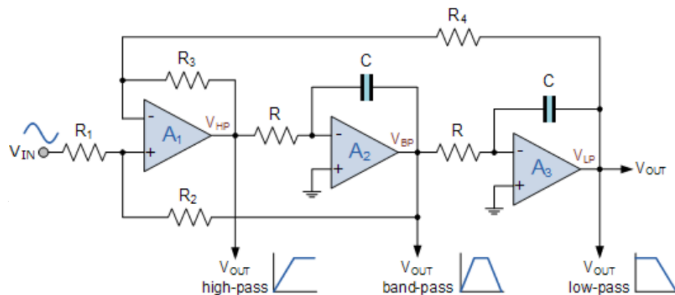 R4
R3
C
C
R1
-
A1
VHP
R
-
A2
VBP
R
-
A3
VLP
VIN
+
+
+
VOUT
R2
VOUT
high-pass
VOUT
band-pass
VOUT
low-pass